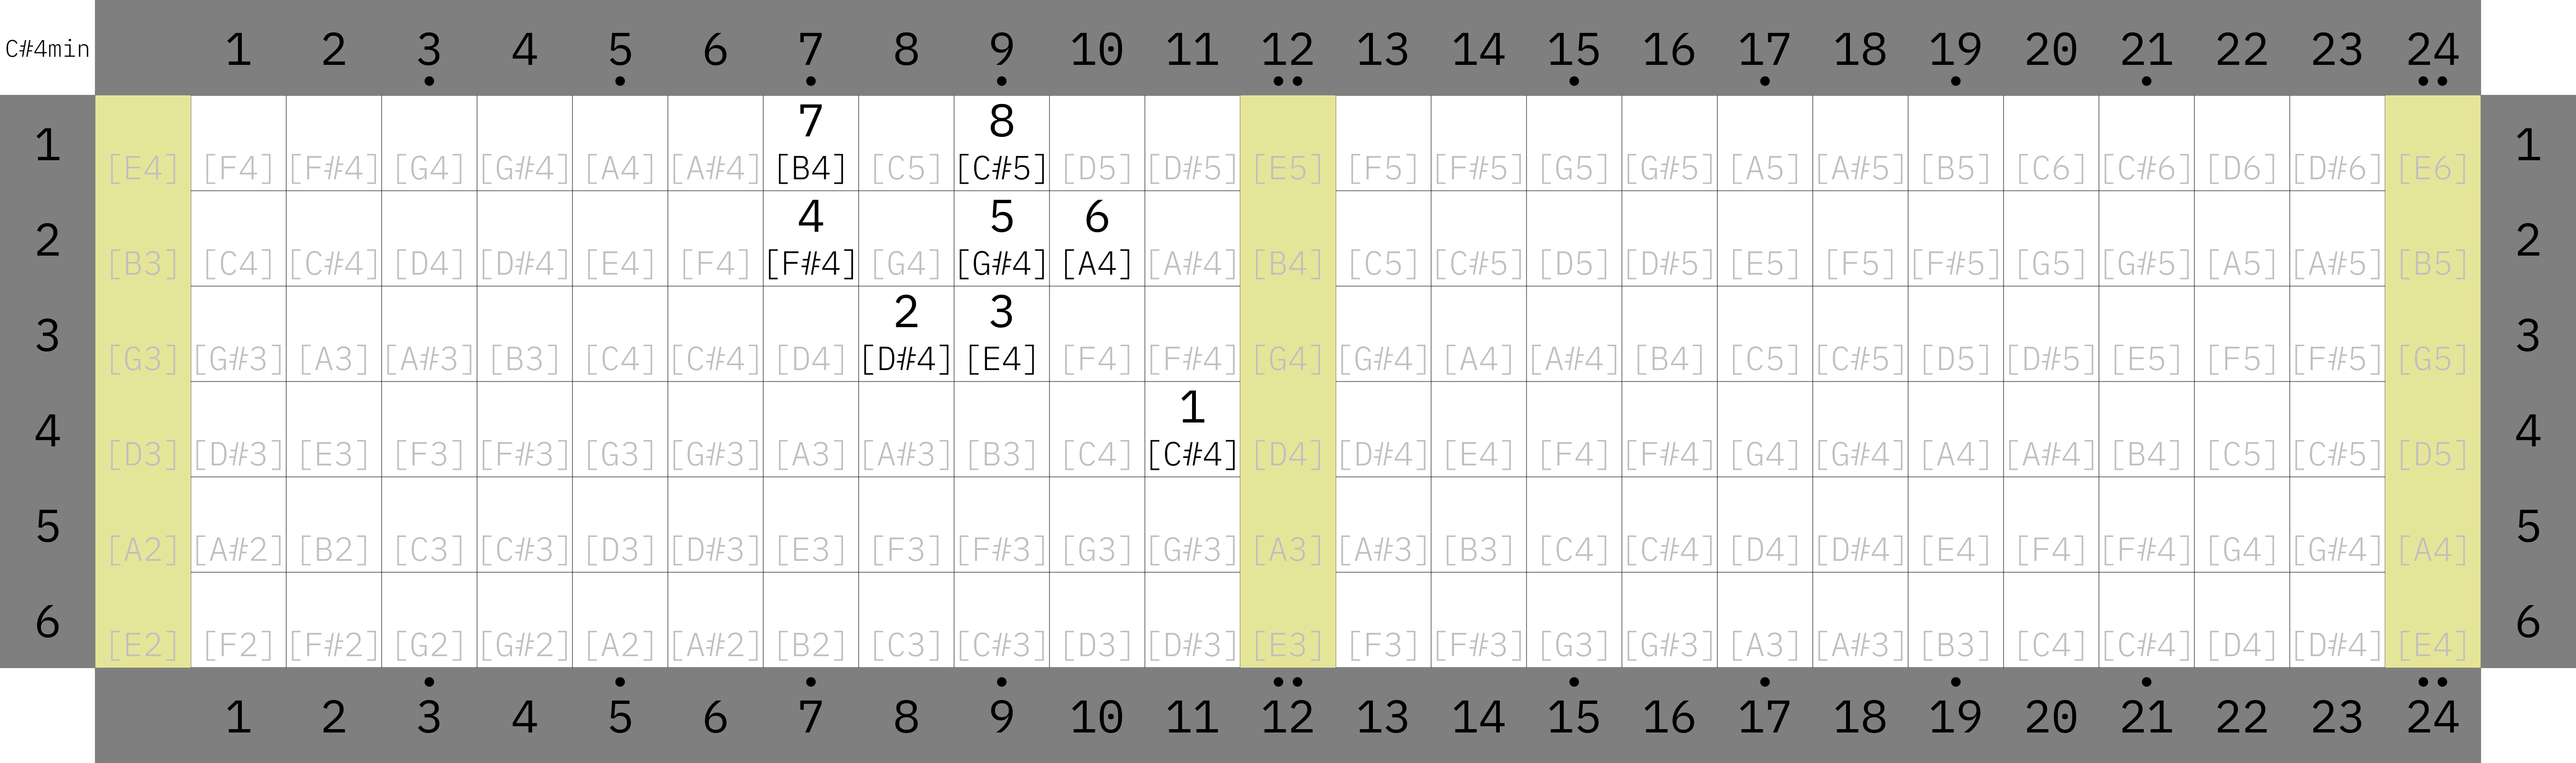 C#4min 1 2 3 4 5 6 7 8 9 10 11 12 13 14 15 16 17 18 19 20 21 22 23 24
7 8
1 [E4] [F4] [F#4] [G4] [G#4] [A4] [A#4] [B4] [C5] [C#5] [D5] [D#5] [E5] [F5] [F#5] [G5] [G#5] [A5] [A#5] [B5] [C6] [C#6] [D6] [D#6] [E6] 1
4 5 6
2 [B3] [C4] [C#4] [D4] [D#4] [E4] [F4] [F#4] [G4] [G#4] [A4] [A#4] [B4] [C5] [C#5] [D5] [D#5] [E5] [F5] [F#5] [G5] [G#5] [A5] [A#5] [B5] 2
2 3
3 [G3] [G#3] [A3] [A#3] [B3] [C4] [C#4] [D4] [D#4] [E4] [F4] [F#4] [G4] [G#4] [A4] [A#4] [B4] [C5] [C#5] [D5] [D#5] [E5] [F5] [F#5] [G5] 3
1
4 [D3] [D#3] [E3] [F3] [F#3] [G3] [G#3] [A3] [A#3] [B3] [C4] [C#4] [D4] [D#4] [E4] [F4] [F#4] [G4] [G#4] [A4] [A#4] [B4] [C5] [C#5] [D5] 4
5 [A2] [A#2] [B2] [C3] [C#3] [D3] [D#3] [E3] [F3] [F#3] [G3] [G#3] [A3] [A#3] [B3] [C4] [C#4] [D4] [D#4] [E4] [F4] [F#4] [G4] [G#4] [A4] 5
6 [E2] [F2] [F#2] [G2] [G#2] [A2] [A#2] [B2] [C3] [C#3] [D3] [D#3] [E3] [F3] [F#3] [G3] [G#3] [A3] [A#3] [B3] [C4] [C#4] [D4] [D#4] [E4] 6
1 2 3 4 5 6 7 8 9 10 11 12 13 14 15 16 17 18 19 20 21 22 23 24